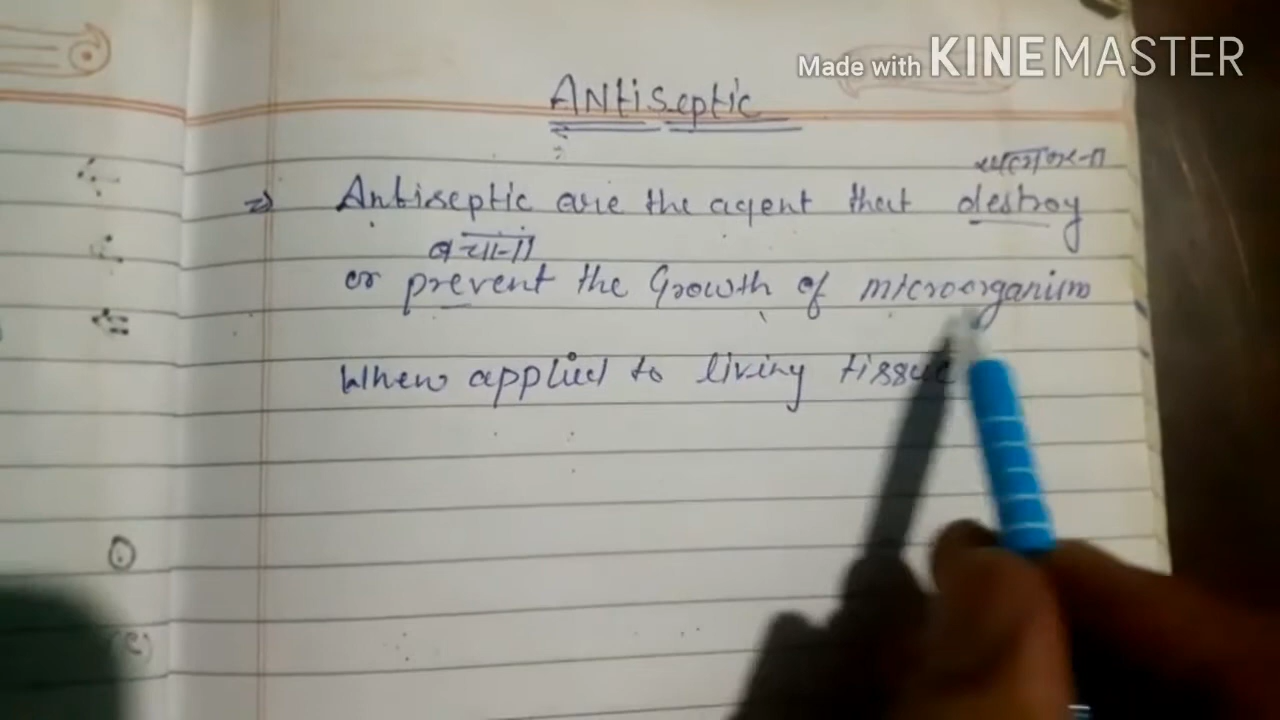 Made with KINEMASTER
Antiseptic
=> Antiseptic are the agent that destroy
or prevent the Growth of microorganism
When applied to living tissue